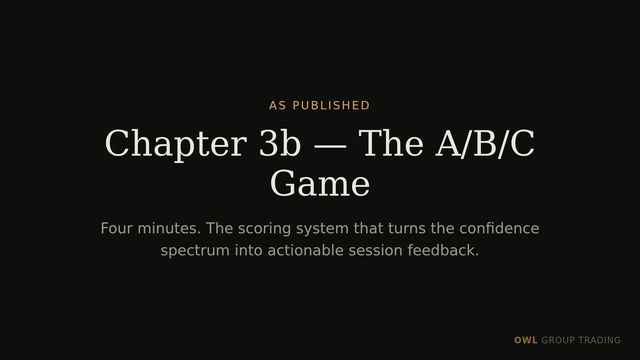 AS PUBLISHED
Chapter 3b — The A/B/C
Game
Four minutes. The scoring system that turns the confidence
spectrum into actionable session feedback.
OWL GROUP TRADING